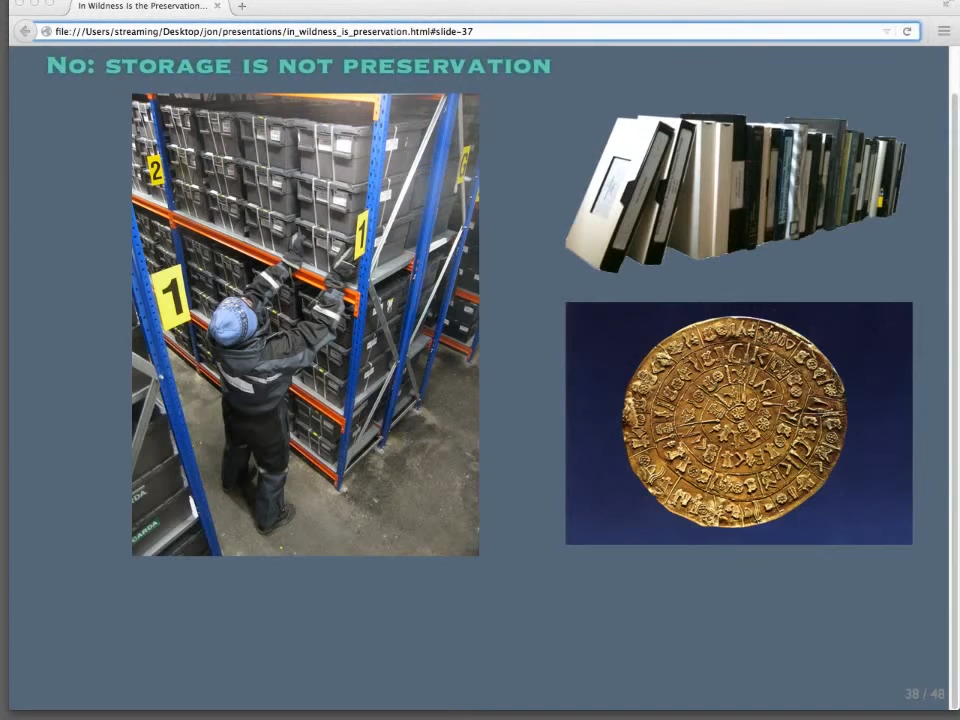 In Wildness Is the Preservation...
file:///Users/streaming/Desktop/jon/presentations/in_wildness_is_preservation.html#slide-37
No: storage is not preservation
2
1
1
38 / 48